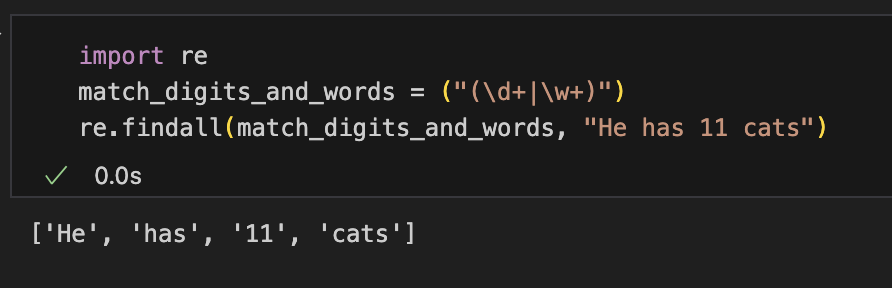 import re
match_digits_and_words = ("(\d+|\w+)")
re.findall(match_digits_and_words, "He has 11 cats")
0.0s
['He', 'has', '11', 'cats']